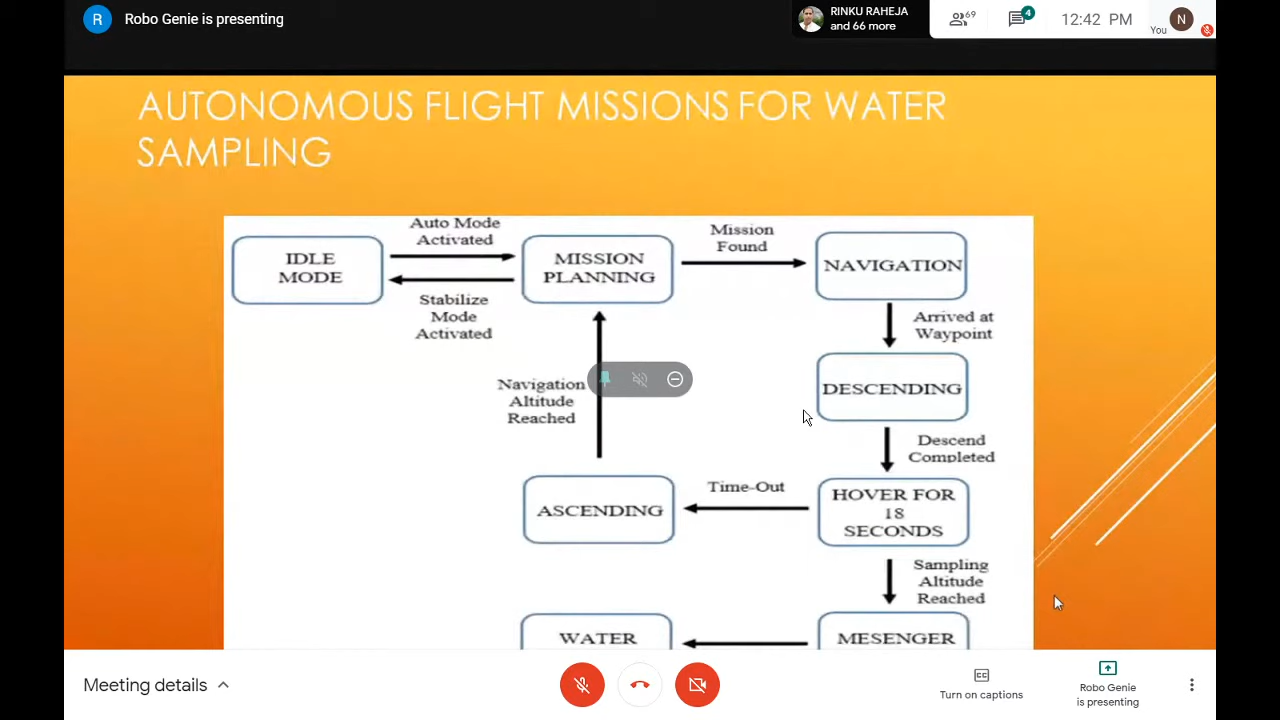 R
Robo Genie is presenting
RINKU RAHEJA
and 66 more
69
4
12:42 PM
You
N
AUTONOMOUS FLIGHT MISSIONS FOR WATER
SAMPLING
IDLE
MODE
Auto Mode
Activated
Stabilize
Mode
Activated
MISSION
PLANNING
Mission
Found
NAVIGATION
Arrived at
Waypoint
DESCENDING
Navigation
Altitude
Reached
Descend
Completed
ASCENDING
Time-Out
HOVER FOR
18
SECONDS
Sampling
Altitude
Reached
WATER
MESENGER
Meeting details
CC
Turn on captions
Robo Genie
is presenting